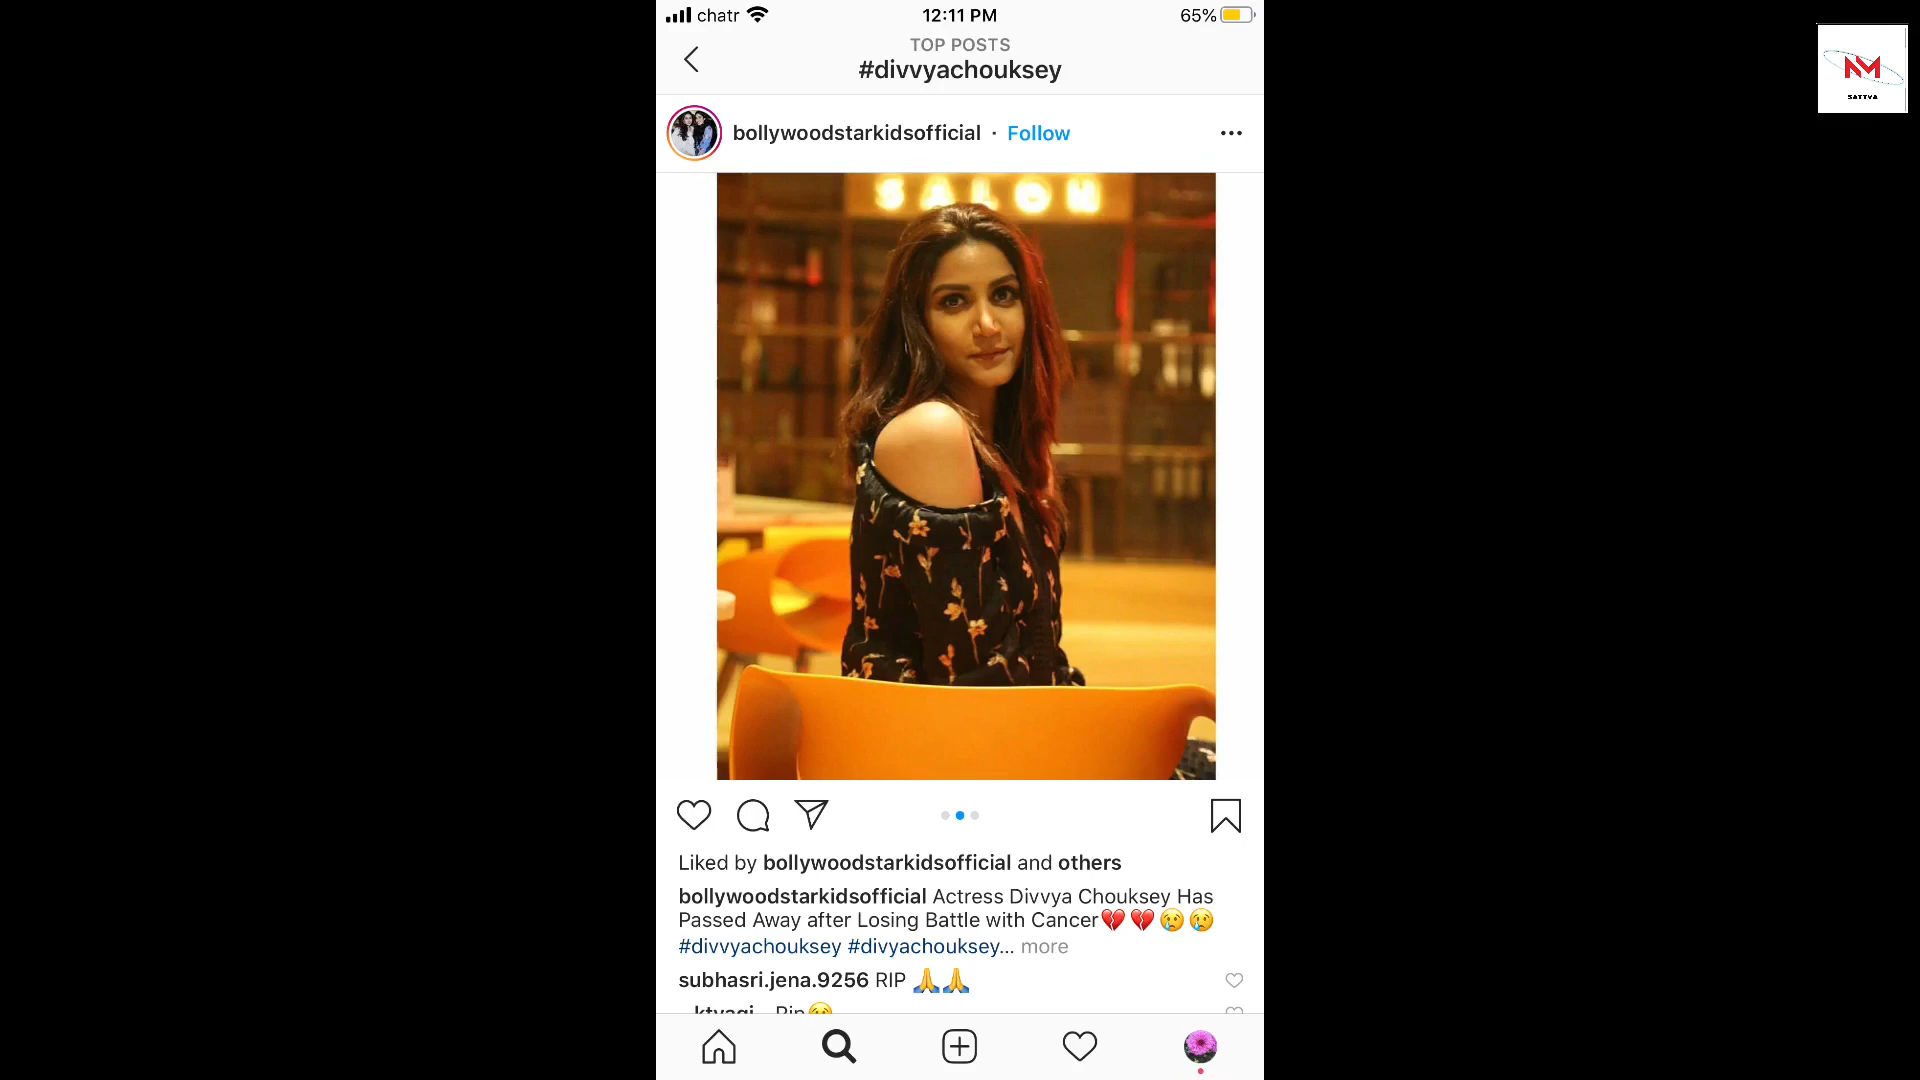 chatr 12:11 PM 65%
TOP POSTS
#divvyachouksey
bollywoodstarkidsofficial · Follow
SALON
Liked by bollywoodstarkidsofficial and others
bollywoodstarkidsofficial Actress Divvya Chouksey Has
Passed Away after Losing Battle with Cancer💔💔😢😢
#divvyachouksey #divyachouksey... more
subhasri.jena.9256 RIP 🙏🙏
NM
SATTVA